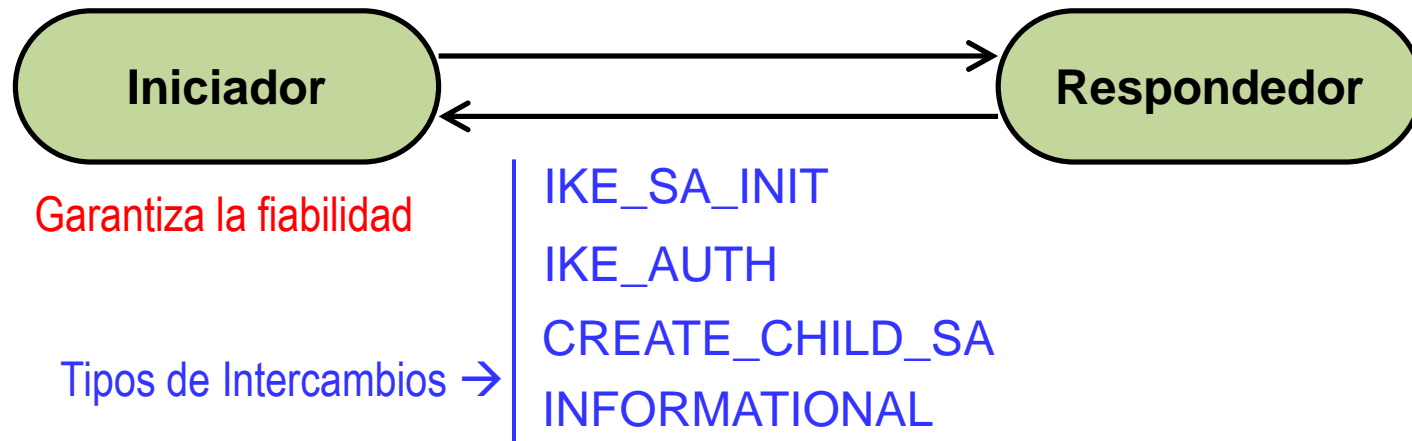 Iniciador
Respondedor
Garantiza la fiabilidad
IKE_SA_INIT
IKE_AUTH
CREATE_CHILD_SA
Tipos de Intercambios →
INFORMATIONAL